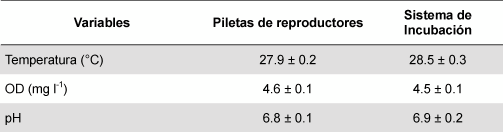 Variables Piletas de reproductores Sistema de Incubación
Temperatura (°C) 27.9 ± 0.2 28.5 ± 0.3
OD (mg l⁻¹) 4.6 ± 0.1 4.5 ± 0.1
pH 6.8 ± 0.1 6.9 ± 0.2